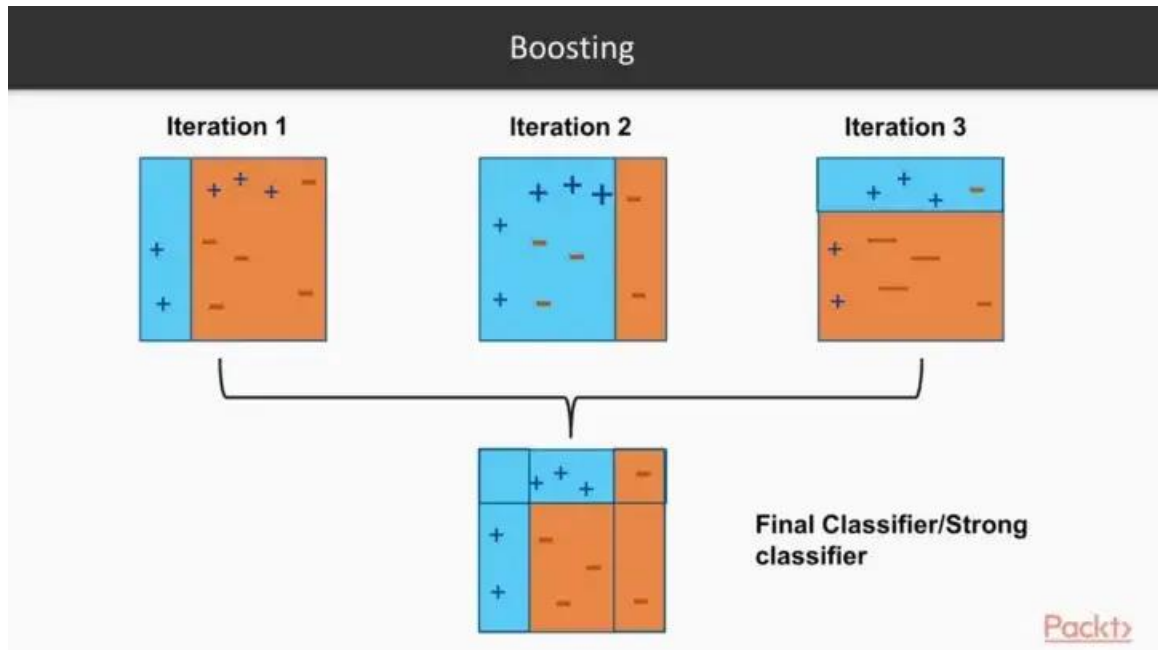 Boosting
Iteration 1
Iteration 2
Iteration 3
Final Classifier/Strong
classifier
Packt>